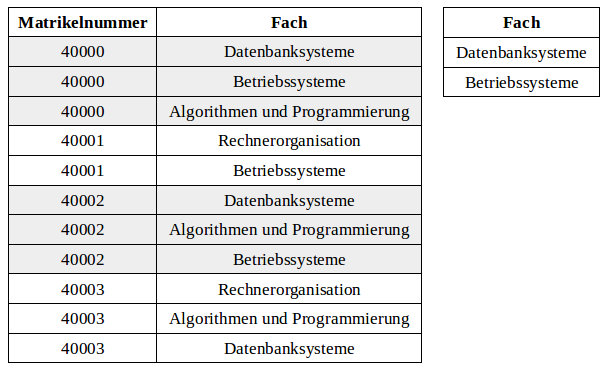 Matrikelnummer Fach
40000 Datenbanksysteme
40000 Betriebssysteme
40000 Algorithmen und Programmierung
40001 Rechnerorganisation
40001 Betriebssysteme
40002 Datenbanksysteme
40002 Algorithmen und Programmierung
40002 Betriebssysteme
40003 Rechnerorganisation
40003 Algorithmen und Programmierung
40003 Datenbanksysteme
Fach
Datenbanksysteme
Betriebssysteme